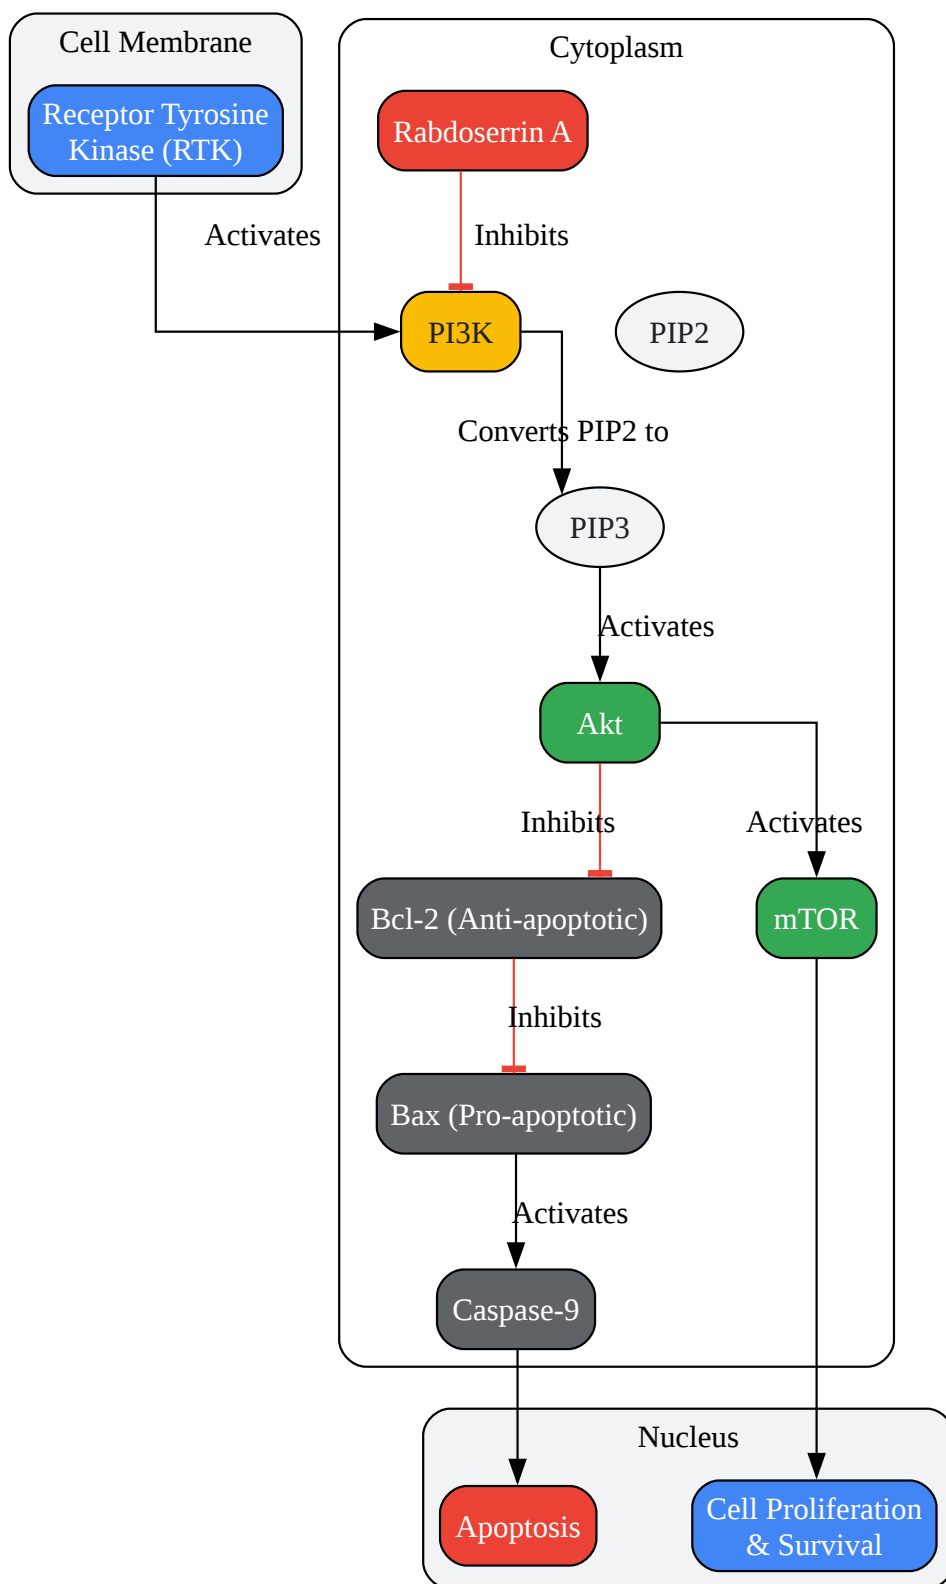 Cell Membrane
Cytoplasm
Receptor Tyrosine
Kinase (RTK)
Rabdoserrin A
Activates
Inhibits
PI3K
PIP2
Converts PIP2 to
PIP3
Activates
Akt
Inhibits
Activates
Bcl-2 (Anti-apoptotic)
mTOR
Inhibits
Bax (Pro-apoptotic)
Activates
Caspase-9
Nucleus
Apoptosis
Cell Proliferation
& Survival